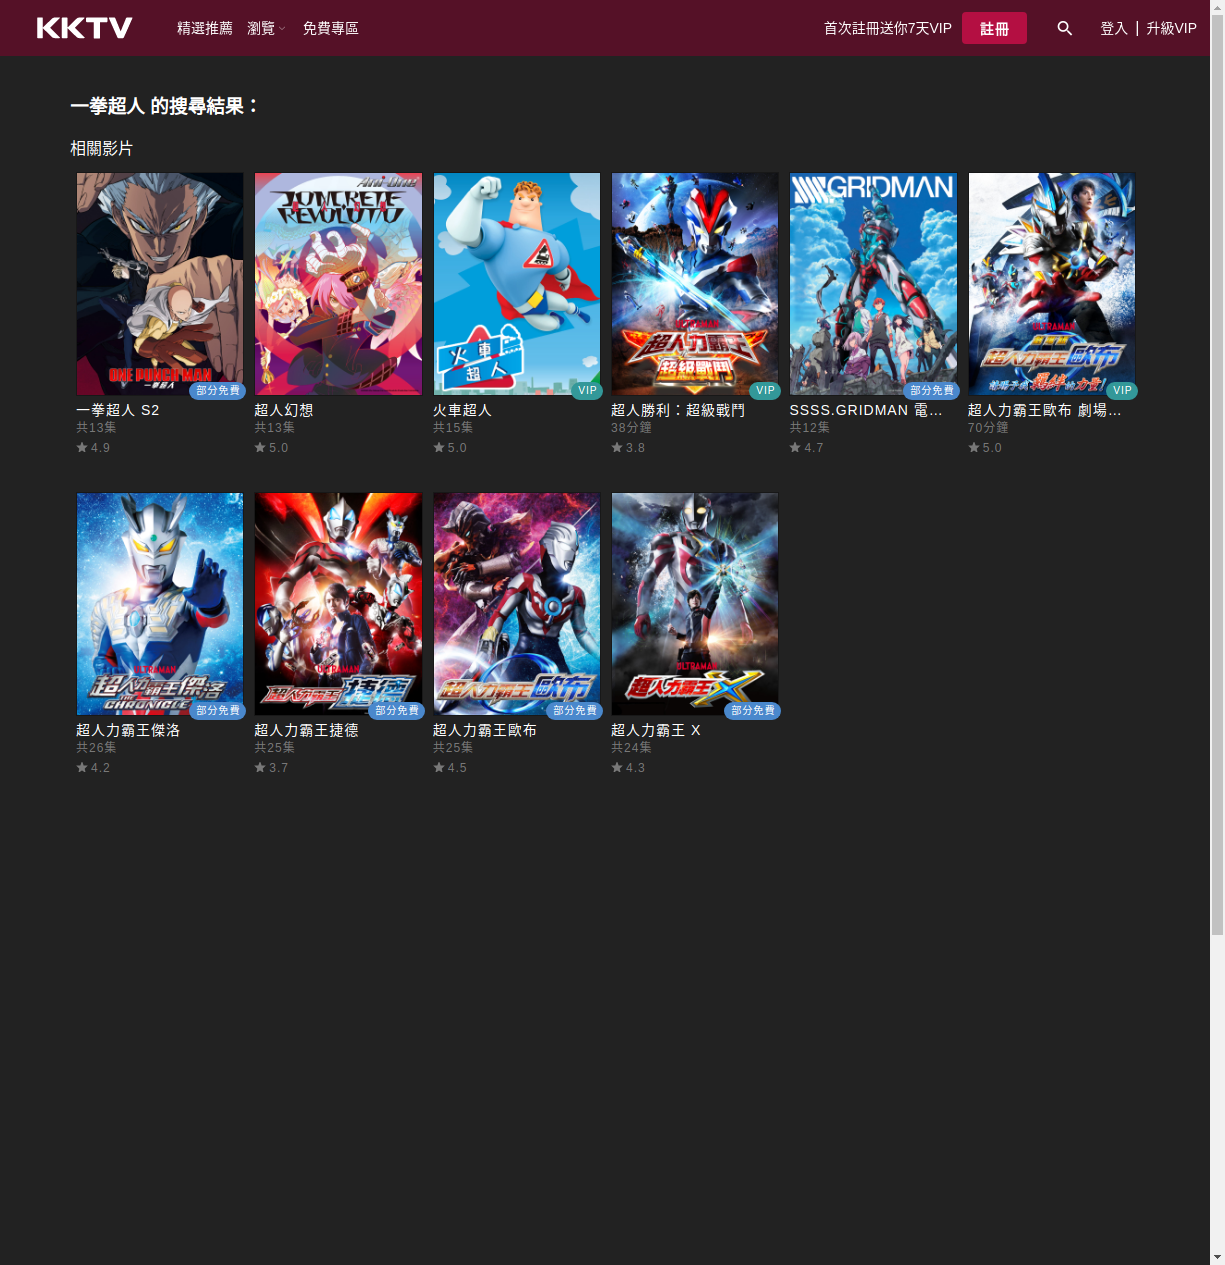 KKTV
精選推薦 瀏覽 免費專區
首次註冊送你7天VIP 註冊 登入 | 升級VIP
一拳超人 的搜尋結果：
相關影片
ONE PUNCH MAN
一拳超人
部分免費
一拳超人 S2
共13集
4.9
Ani-One
CONCRETE
REVOLUTIO
超人幻想
共13集
5.0
火車
超人
VIP
火車超人
共15集
5.0
ULTRAMAN
超人力霸王
超級戰鬥
VIP
超人勝利：超級戰鬥
38分鐘
3.8
GRIDMAN
部分免費
SSSS.GRIDMAN 電...
共12集
4.7
ULTRAMAN
劇場版
超人力霸王 歐布
VIP
超人力霸王歐布 劇場...
70分鐘
5.0
ULTRAMAN
超人力霸王傑洛
THE CHRONICLE
部分免費
超人力霸王傑洛
共26集
4.2
ULTRAMAN
超人力霸王 捷德
部分免費
超人力霸王捷德
共25集
3.7
超人力霸王 歐布
部分免費
超人力霸王歐布
共25集
4.5
ULTRAMAN
超人力霸王X
部分免費
超人力霸王 X
共24集
4.3